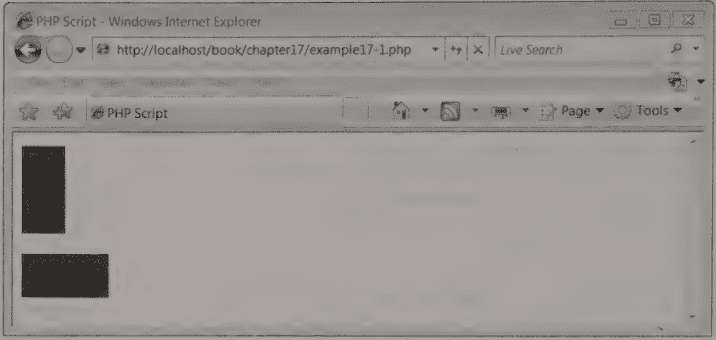 PHP Script - Windows Internet Explorer
http://localhost/book/chapter17/example17-1.php Live Search
PHP Script Page Tools